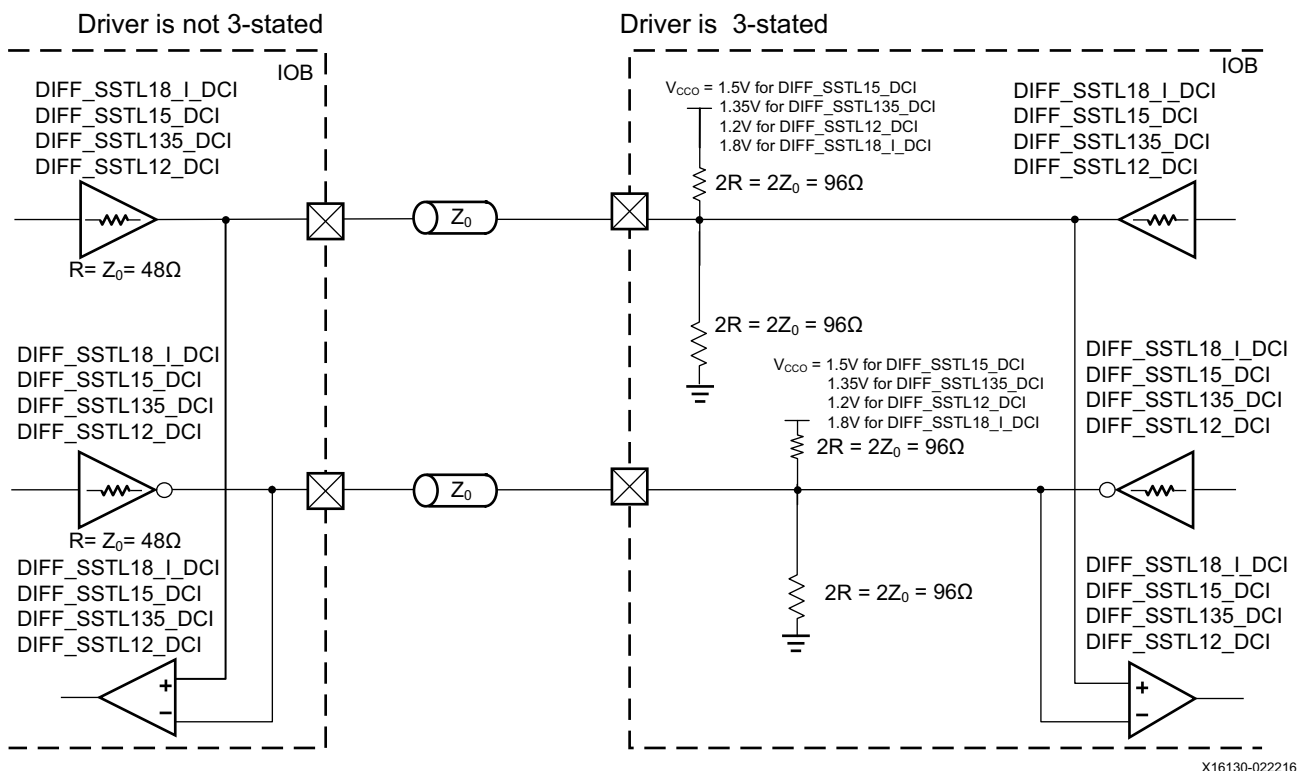 Driver is not 3-stated
Driver is 3-stated
IOB
DIFF_SSTL18_I_DCI
DIFF_SSTL15_DCI
DIFF_SSTL135_DCI
DIFF_SSTL12_DCI
R= Z₀= 48Ω
DIFF_SSTL18_I_DCI
DIFF_SSTL15_DCI
DIFF_SSTL135_DCI
DIFF_SSTL12_DCI
R= Z₀= 48Ω
DIFF_SSTL18_I_DCI
DIFF_SSTL15_DCI
DIFF_SSTL135_DCI
DIFF_SSTL12_DCI
+
−
Z₀
Z₀
IOB
V_CCO = 1.5V for DIFF_SSTL15_DCI
1.35V for DIFF_SSTL135_DCI
1.2V for DIFF_SSTL12_DCI
1.8V for DIFF_SSTL18_I_DCI
2R = 2Z₀ = 96Ω
2R = 2Z₀ = 96Ω
V_CCO = 1.5V for DIFF_SSTL15_DCI
1.35V for DIFF_SSTL135_DCI
1.2V for DIFF_SSTL12_DCI
1.8V for DIFF_SSTL18_I_DCI
2R = 2Z₀ = 96Ω
2R = 2Z₀ = 96Ω
DIFF_SSTL18_I_DCI
DIFF_SSTL15_DCI
DIFF_SSTL135_DCI
DIFF_SSTL12_DCI
DIFF_SSTL18_I_DCI
DIFF_SSTL15_DCI
DIFF_SSTL135_DCI
DIFF_SSTL12_DCI
DIFF_SSTL18_I_DCI
DIFF_SSTL15_DCI
DIFF_SSTL135_DCI
DIFF_SSTL12_DCI
+
−
X16130-022216